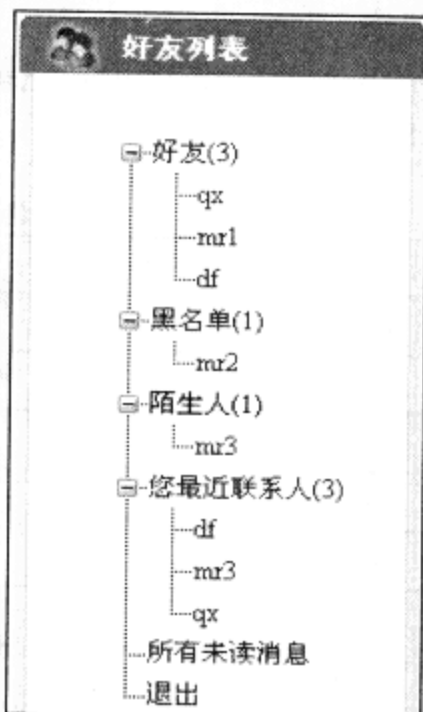 好友列表
好友(3)
qx
mr1
df
黑名单(1)
mr2
陌生人(1)
mr3
您最近联系人(3)
df
mr3
qx
所有未读消息
退出